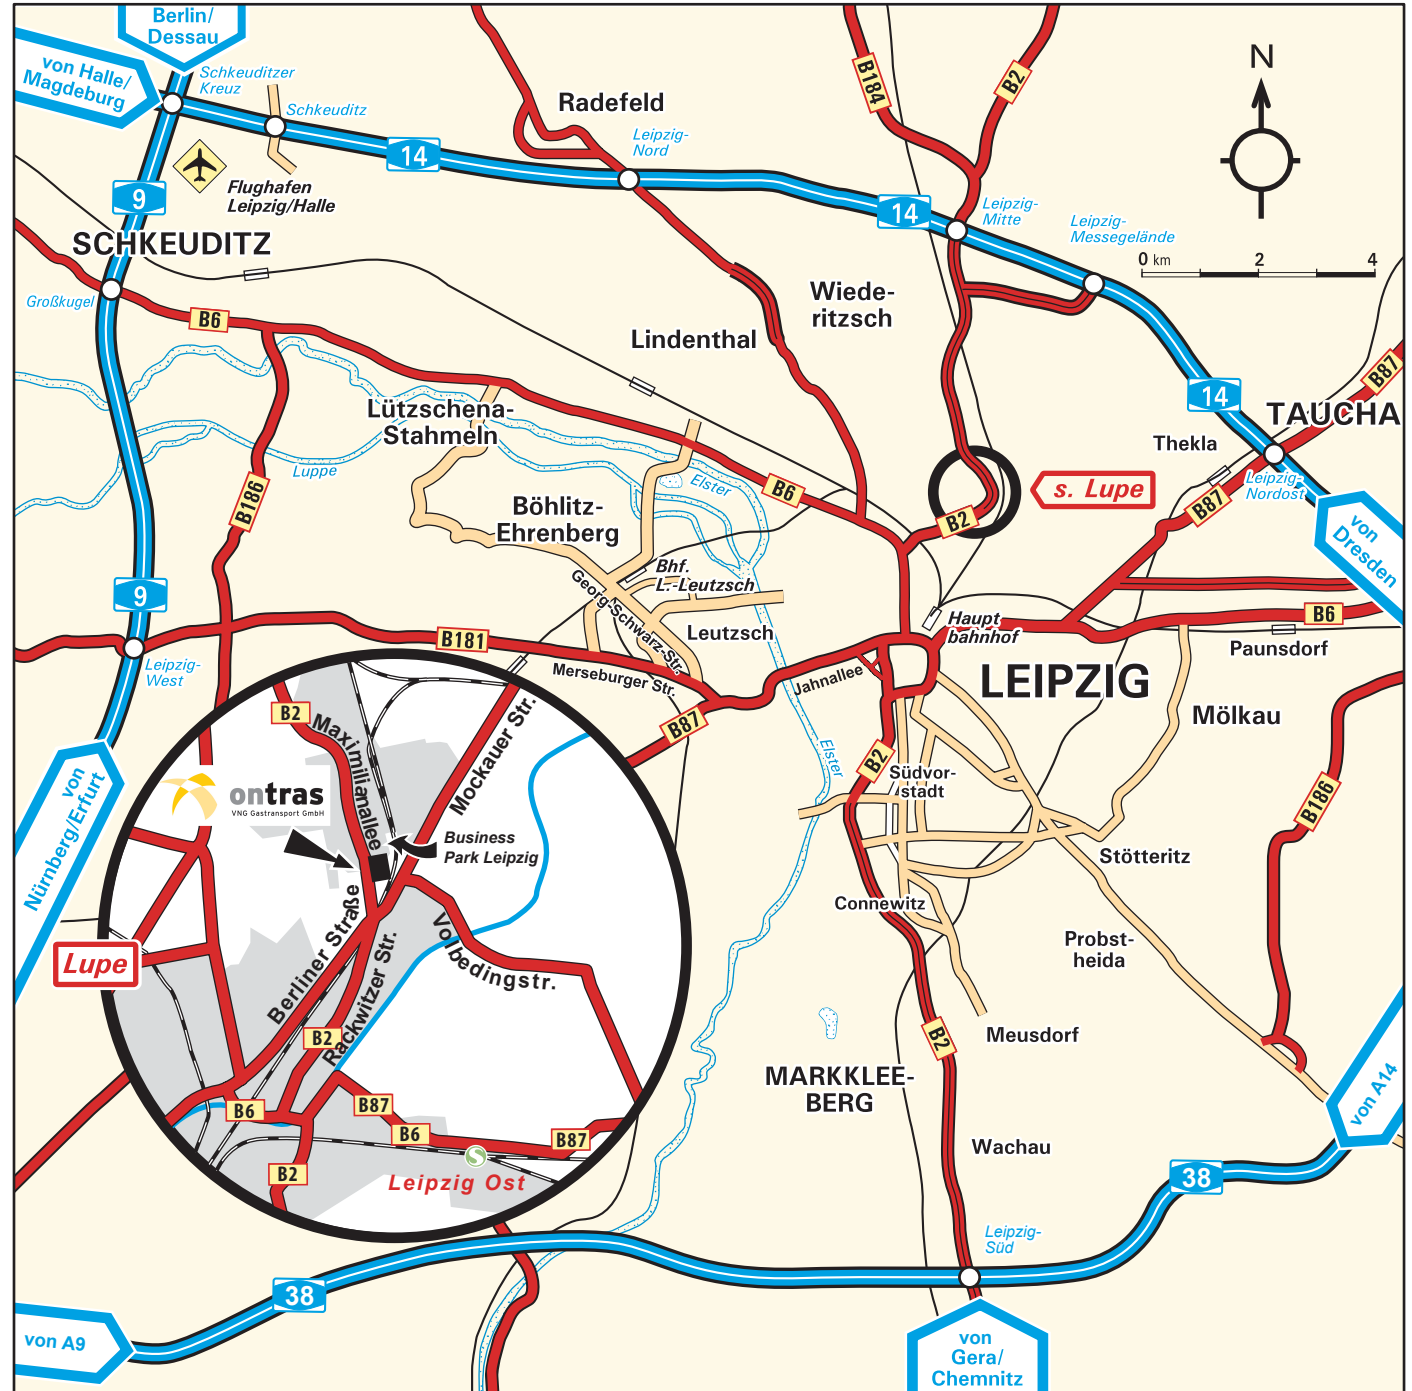 Berlin/
Dessau
von Halle/
Magdeburg
Schkeuditzer
Kreuz
Schkeuditz
14
9
Flughafen
Leipzig/Halle
SCHKEUDITZ
Großkugel
B6
Radefeld
Leipzig-
Nord
B184
B2
N
14
Leipzig-
Mitte
Leipzig-
Messegelände
0 km 2 4
Wiede-
ritzsch
Lindenthal
14
B87
TAUCHA
Thekla
Leipzig-
Nordost
B87
von
Dresden
Lützschena-
Stahmeln
Luppe
B186
Elster
B6
s. Lupe
B2
Böhlitz-
Ehrenberg
Bhf.
L.-Leutzsch
Georg-Schwarz-Str.
Leutzsch
9
B181
Leipzig-
West
Merseburger Str.
Jahnallee
B87
Haupt
bahnhof
LEIPZIG
B6
Paunsdorf
Mölkau
Elster
B2
Südvor-
stadt
B186
Stötteritz
Connewitz
Probst-
heida
B2
Meusdorf
MARKKLEE-
BERG
Wachau
von A14
38
Leipzig-
Süd
von
Gera/
Chemnitz
von
Nürnberg/Erfurt
B2
Maximilianallee
Mockauer Str.
ontras
VNG Gastransport GmbH
Business
Park Leipzig
Berliner Straße
Volbedingstr.
Rackwitzer Str.
Lupe
B2
B6
B87
B6
B87
B2
S
Leipzig Ost
38
von A9